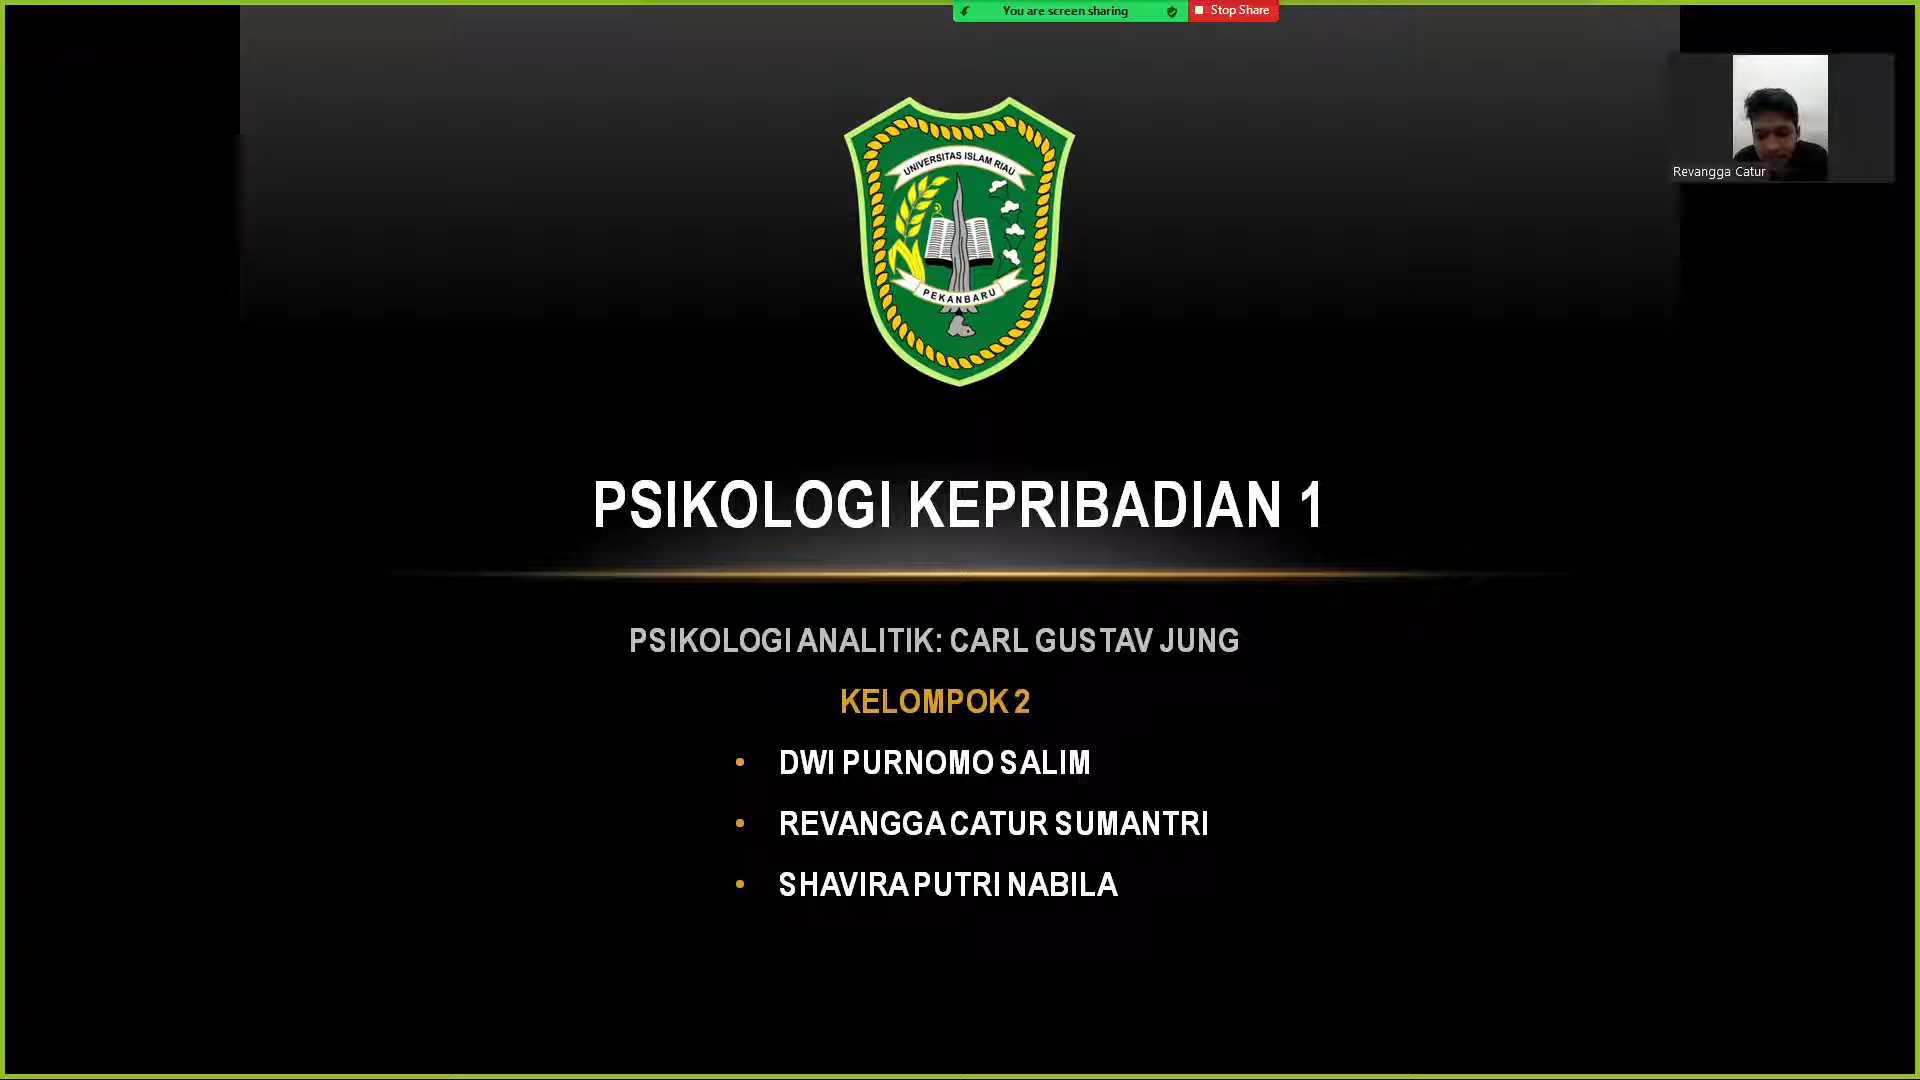 You are screen sharing
Stop Share
Revangga Catur
UNIVERSITAS ISLAM RIAU
PEKANBARU
PSIKOLOGI KEPRIBADIAN 1
PSIKOLOGI ANALITIK: CARL GUSTAV JUNG
KELOMPOK 2
• DWI PURNOMO SALIM
• REVANGGA CATUR SUMANTRI
• SHAVIRA PUTRI NABILA